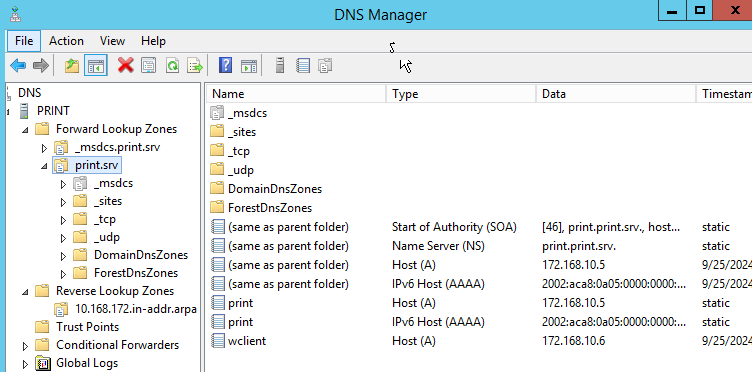 DNS Manager
File Action View Help
DNS
PRINT
Forward Lookup Zones
_msdcs.print.srv
print.srv
_msdcs
_sites
_tcp
_udp
DomainDnsZones
ForestDnsZones
Reverse Lookup Zones
10.168.172.in-addr.arpa
Trust Points
Conditional Forwarders
Global Logs
Name Type Data Timestam
_msdcs
_sites
_tcp
_udp
DomainDnsZones
ForestDnsZones
(same as parent folder) Start of Authority (SOA) [46], print.print.srv., host... static
(same as parent folder) Name Server (NS) print.print.srv. static
(same as parent folder) Host (A) 172.168.10.5 9/25/2024
(same as parent folder) IPv6 Host (AAAA) 2002:aca8:0a05:0000:0000:... 9/25/2024
print Host (A) 172.168.10.5 static
print IPv6 Host (AAAA) 2002:aca8:0a05:0000:0000:... static
wclient Host (A) 172.168.10.6 9/25/2024